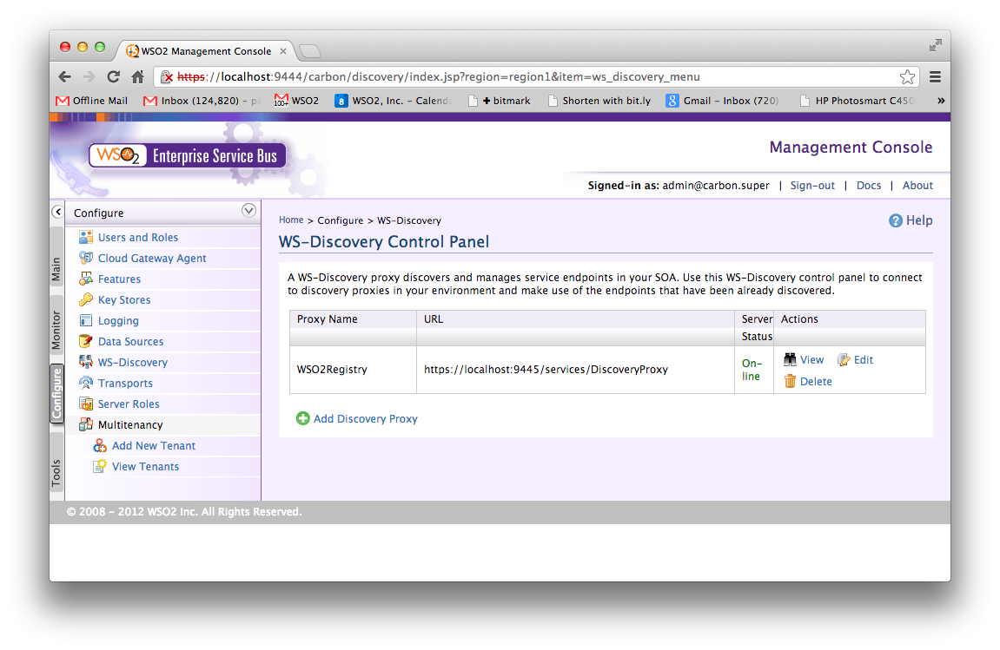 WSO2 Management Console
https://localhost:9444/carbon/discovery/index.jsp?region=region1&item=ws_discovery_menu
Offline Mail
Inbox (124,820) – pa
100+
WSO2
8
WSO2, Inc. – Calenda
+ bitmark
Shorten with bit.ly
8
Gmail – Inbox (720)
HP Photosmart C450
»
WSO2 Enterprise Service Bus
Management Console
Signed-in as: admin@carbon.super | Sign-out | Docs | About
Main
Monitor
Configure
Tools
Configure
Users and Roles
Cloud Gateway Agent
Features
Key Stores
Logging
Data Sources
WS-Discovery
Transports
Server Roles
Multitenancy
Add New Tenant
View Tenants
Home > Configure > WS-Discovery
Help
WS-Discovery Control Panel
A WS-Discovery proxy discovers and manages service endpoints in your SOA. Use this WS-Discovery control panel to connect
to discovery proxies in your environment and make use of the endpoints that have been already discovered.
Proxy Name
URL
Server
Status
Actions
WSO2Registry
https://localhost:9445/services/DiscoveryProxy
On-
line
View
Edit
Delete
Add Discovery Proxy
© 2008 – 2012 WSO2 Inc. All Rights Reserved.